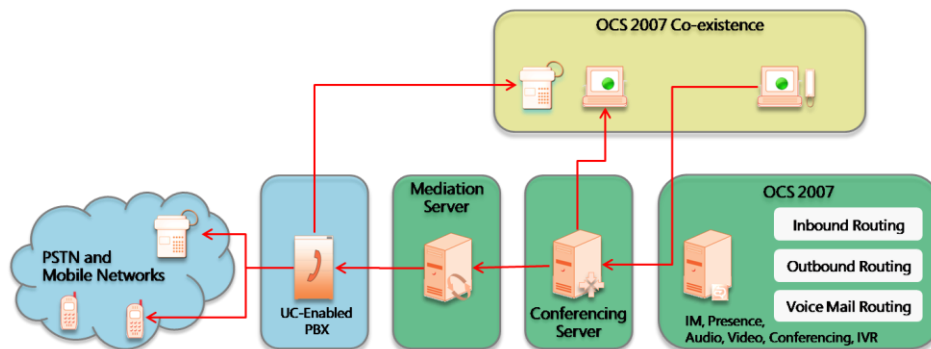 OCS 2007 Co-existence
Mediation
Server
OCS 2007
Inbound Routing
PSTN and
Mobile Networks
Outbound Routing
UC-Enabled
PBX
Conferencing
Server
Voice Mail Routing
IM, Presence,
Audio, Video, Conferencing, IVR